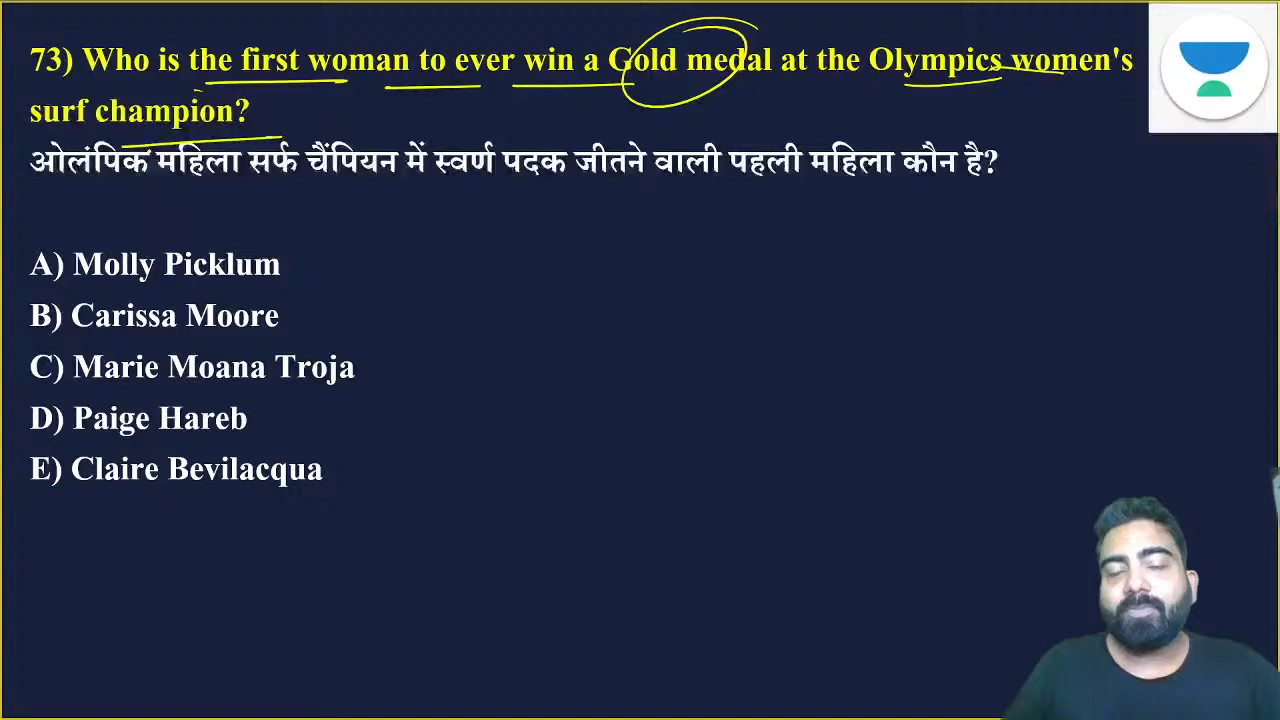 73) Who is the first woman to ever win a Gold medal at the Olympics women's
surf champion?
ओलंपिक महिला सर्फ चैंपियन में स्वर्ण पदक जीतने वाली पहली महिला कौन है?
A) Molly Picklum
B) Carissa Moore
C) Marie Moana Troja
D) Paige Hareb
E) Claire Bevilacqua